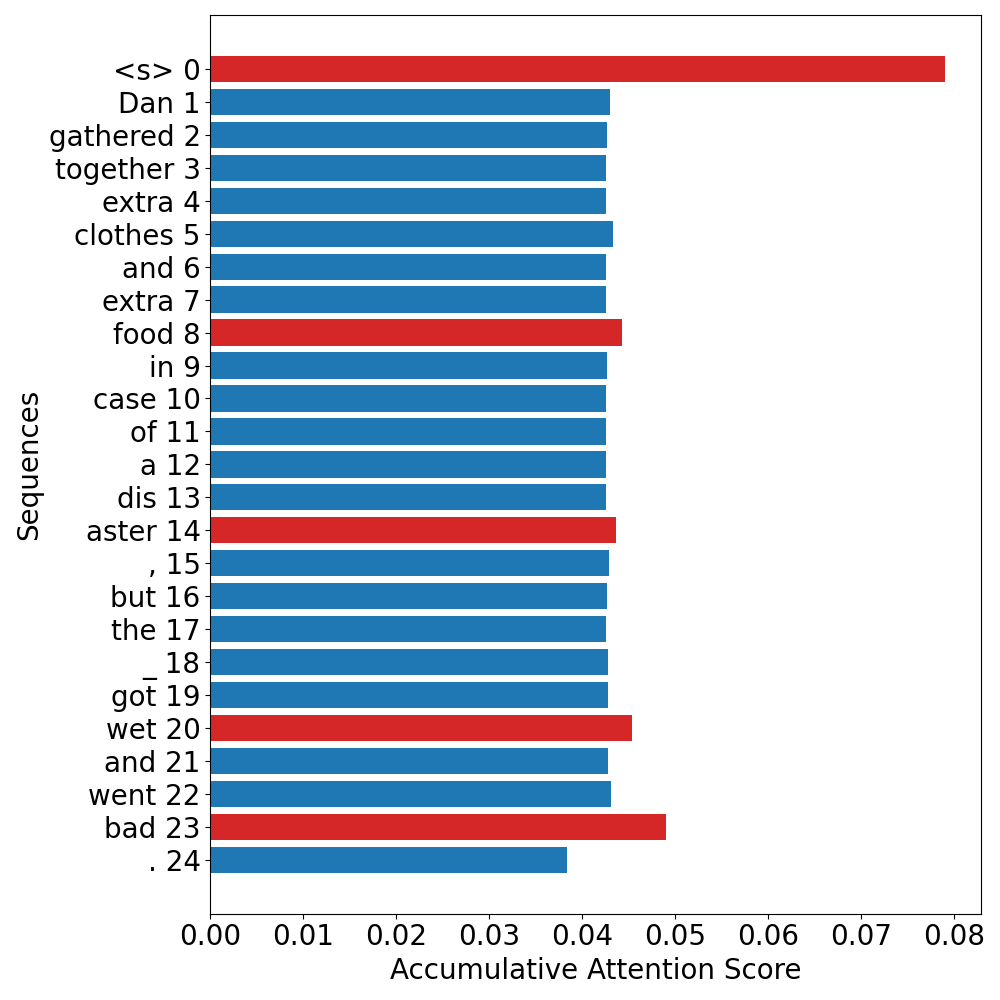 <s> 0
Dan 1
gathered 2
together 3
extra 4
clothes 5
and 6
extra 7
food 8
in 9
case 10
of 11
a 12
dis 13
aster 14
, 15
but 16
the 17
_ 18
got 19
wet 20
and 21
went 22
bad 23
. 24
Sequences
0.00 0.01 0.02 0.03 0.04 0.05 0.06 0.07 0.08
Accumulative Attention Score